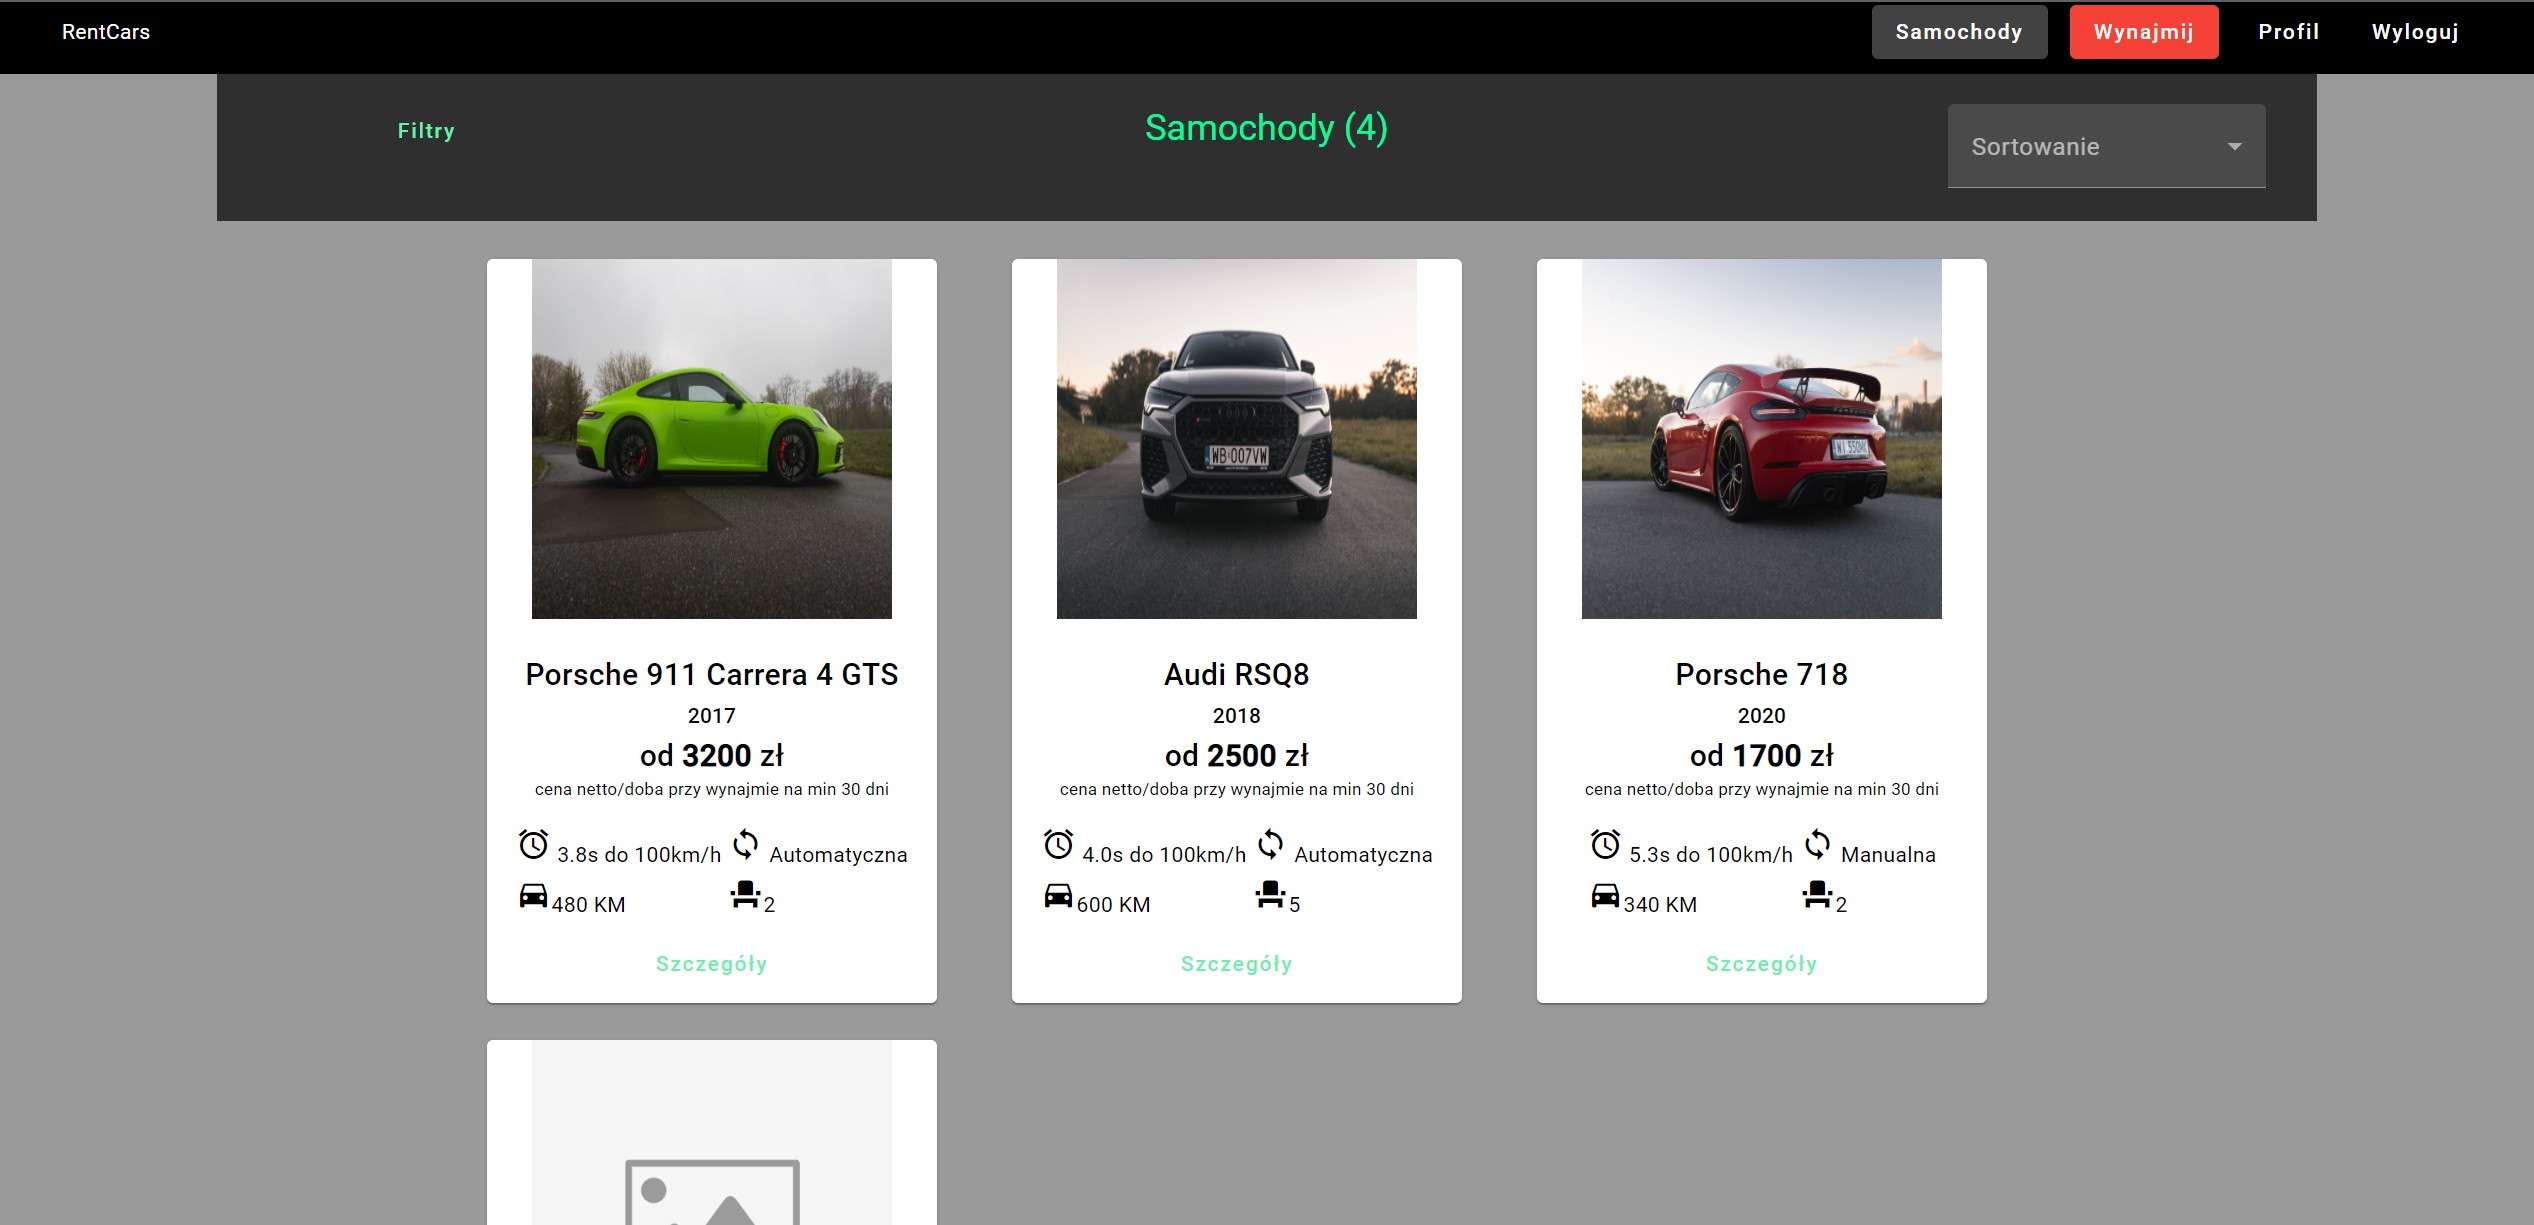 RentCars
Samochody
Wynajmij
Profil
Wyloguj
Filtry
Samochody (4)
Sortowanie
WB 007VW
Porsche 911 Carrera 4 GTS
2017
od 3200 zł
cena netto/doba przy wynajmie na min 30 dni
3.8s do 100km/h
Automatyczna
480 KM
2
Szczegóły
Audi RSQ8
2018
od 2500 zł
cena netto/doba przy wynajmie na min 30 dni
4.0s do 100km/h
Automatyczna
600 KM
5
Szczegóły
Porsche 718
2020
od 1700 zł
cena netto/doba przy wynajmie na min 30 dni
5.3s do 100km/h
Manualna
340 KM
2
Szczegóły